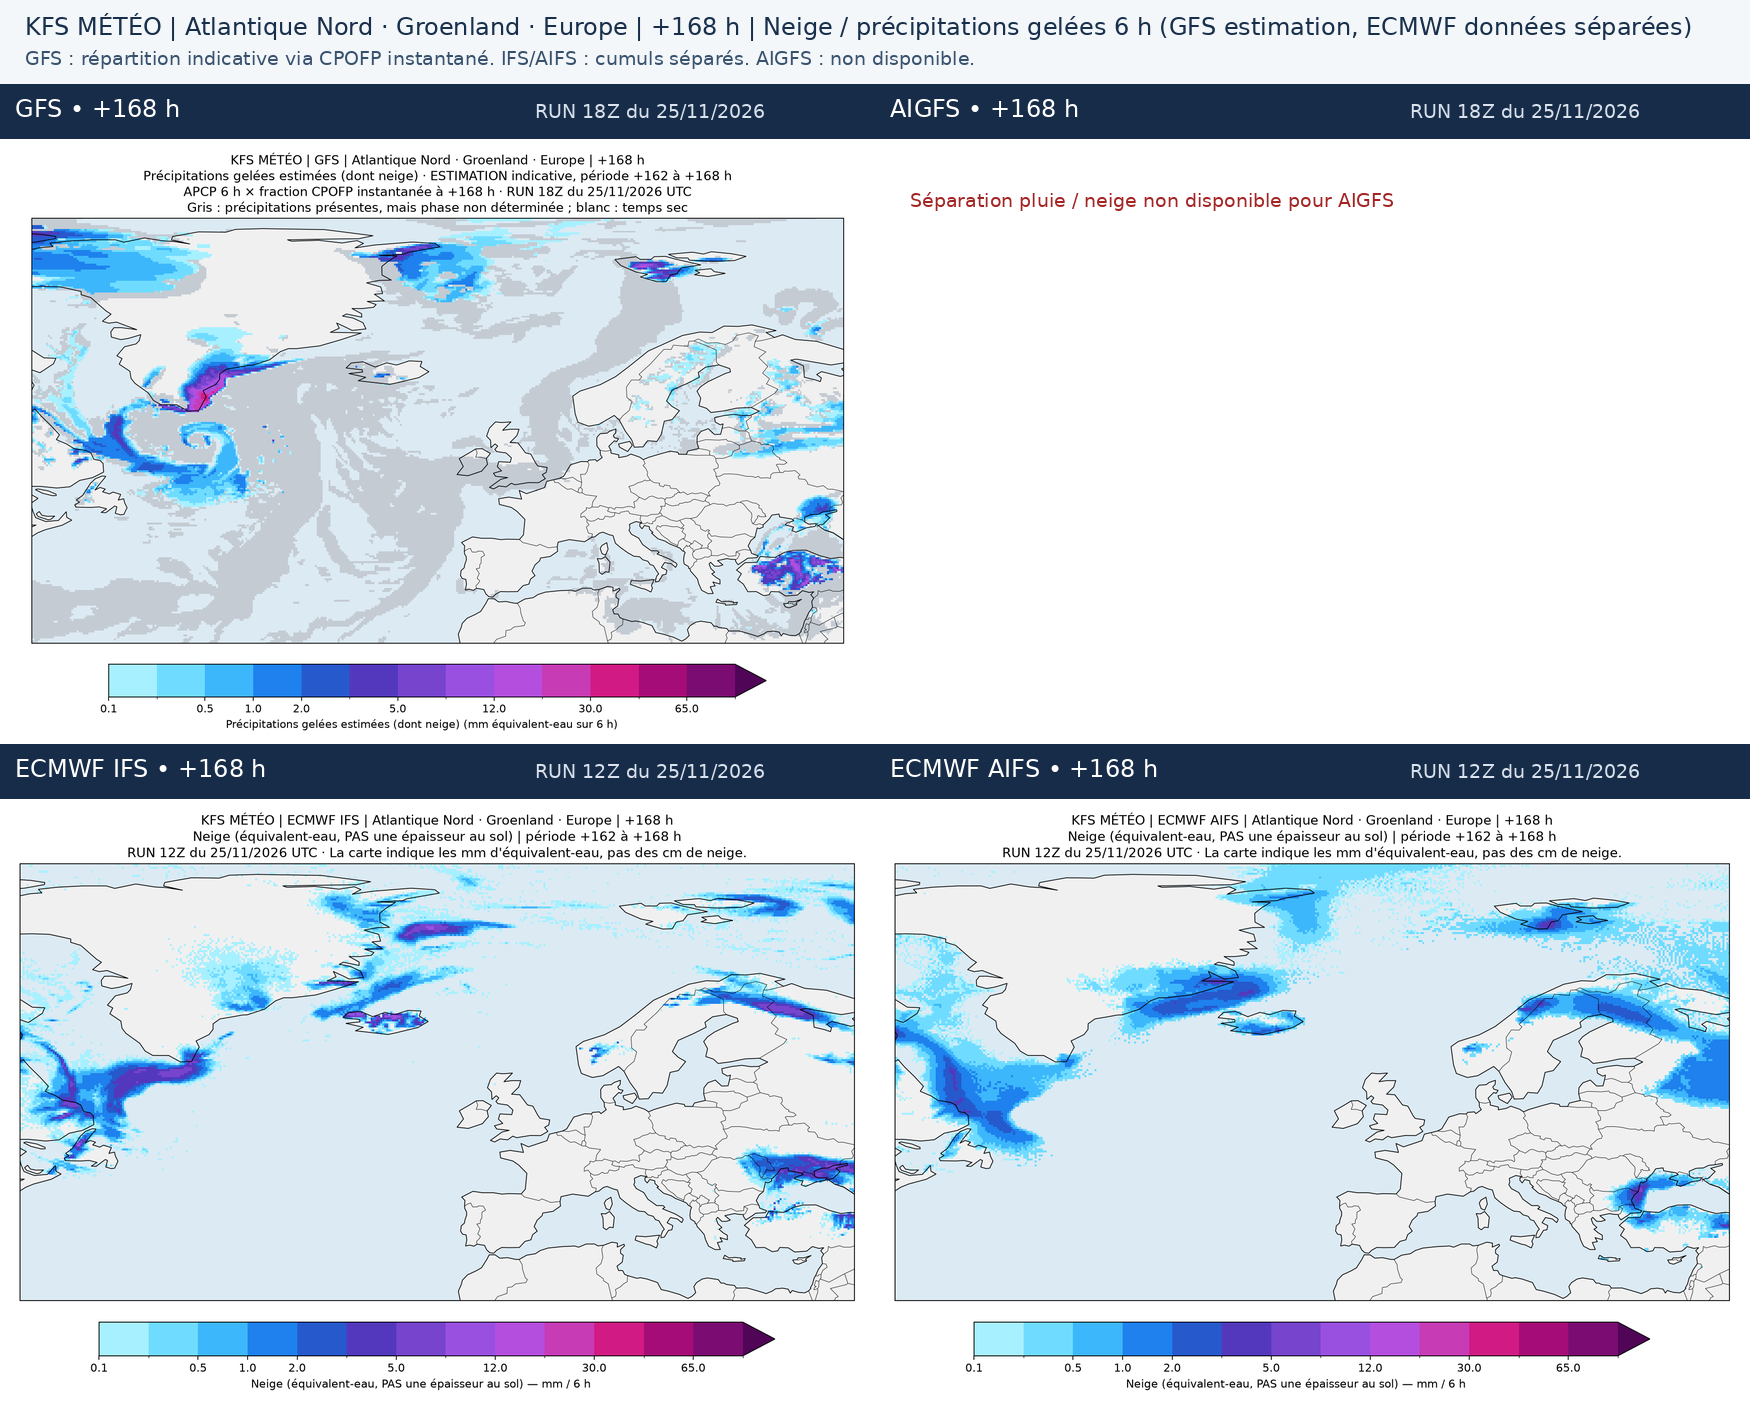 KFS MÉTÉO | Atlantique Nord · Groenland · Europe | +168 h | Neige / précipitations gelées 6 h (GFS estimation, ECMWF données séparées)
GFS : répartition indicative via CPOFP instantané. IFS/AIFS : cumuls séparés. AIGFS : non disponible.
GFS • +168 h
RUN 18Z du 25/11/2026
AIGFS • +168 h
RUN 18Z du 25/11/2026
KFS MÉTÉO | GFS | Atlantique Nord · Groenland · Europe | +168 h
Précipitations gelées estimées (dont neige) · ESTIMATION indicative, période +162 à +168 h
APCP 6 h × fraction CPOFP instantanée à +168 h · RUN 18Z du 25/11/2026 UTC
Gris : précipitations présentes, mais phase non déterminée ; blanc : temps sec
Séparation pluie / neige non disponible pour AIGFS
0.1 0.5 1.0 2.0 5.0 12.0 30.0 65.0
Précipitations gelées estimées (dont neige) (mm équivalent-eau sur 6 h)
ECMWF IFS • +168 h
RUN 12Z du 25/11/2026
ECMWF AIFS • +168 h
RUN 12Z du 25/11/2026
KFS MÉTÉO | ECMWF IFS | Atlantique Nord · Groenland · Europe | +168 h
Neige (équivalent-eau, PAS une épaisseur au sol) | période +162 à +168 h
RUN 12Z du 25/11/2026 UTC · La carte indique les mm d'équivalent-eau, pas des cm de neige.
KFS MÉTÉO | ECMWF AIFS | Atlantique Nord · Groenland · Europe | +168 h
Neige (équivalent-eau, PAS une épaisseur au sol) | période +162 à +168 h
RUN 12Z du 25/11/2026 UTC · La carte indique les mm d'équivalent-eau, pas des cm de neige.
0.1 0.5 1.0 2.0 5.0 12.0 30.0 65.0
Neige (équivalent-eau, PAS une épaisseur au sol) — mm / 6 h
0.1 0.5 1.0 2.0 5.0 12.0 30.0 65.0
Neige (équivalent-eau, PAS une épaisseur au sol) — mm / 6 h